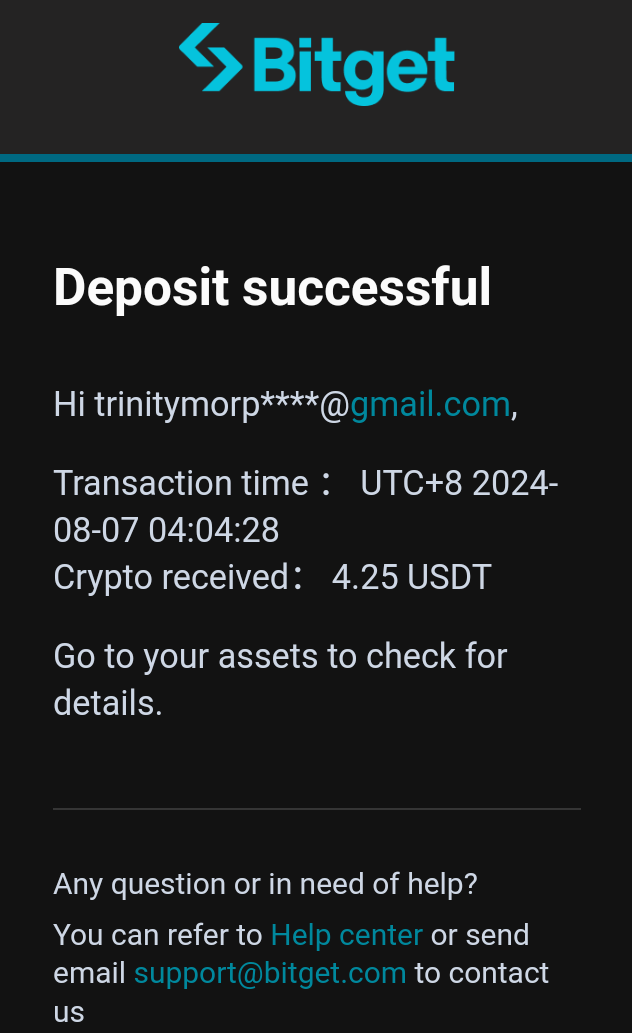 Bitget
Deposit successful
Hi trinitymorp****@gmail.com,
Transaction time： UTC+8 2024-
08-07 04:04:28
Crypto received： 4.25 USDT
Go to your assets to check for
details.
Any question or in need of help?
You can refer to Help center or send
email support@bitget.com to contact
us